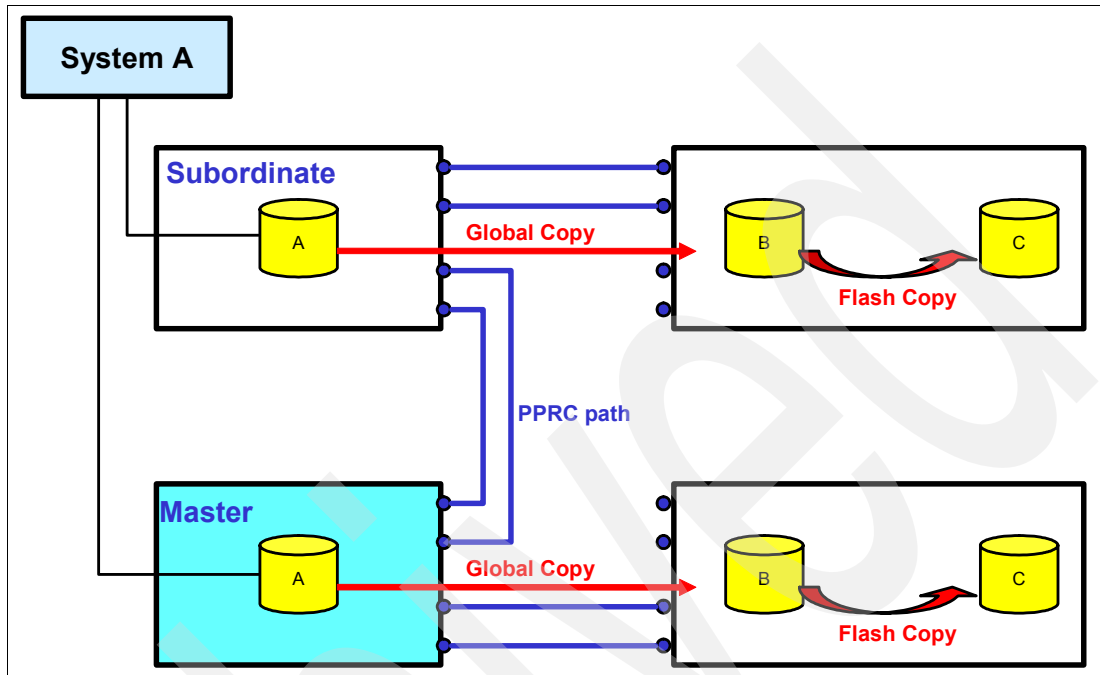 System A
Subordinate
A
Global Copy
B
C
Flash Copy
PPRC path
Master
A
Global Copy
B
C
Flash Copy